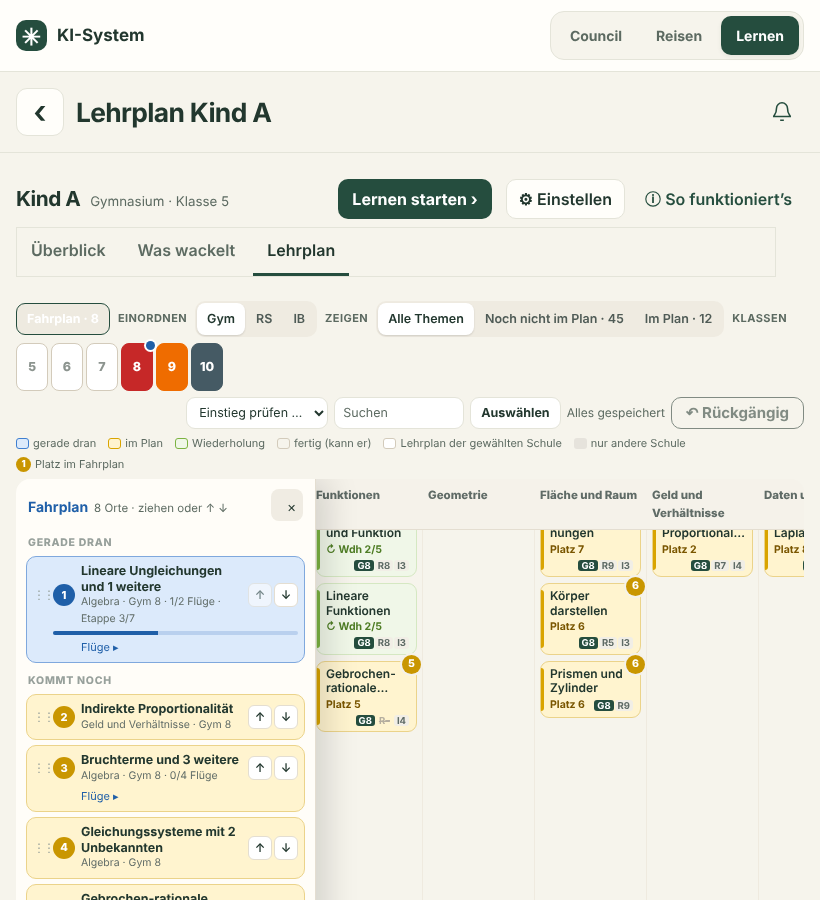 KI-System
Council Reisen Lernen
‹ Lehrplan Kind A
Kind A Gymnasium · Klasse 5 Lernen starten › ⚙ Einstellen ⓘ So funktioniert's
Überblick Was wackelt Lehrplan
Fahrplan · 8 EINORDNEN Gym RS IB ZEIGEN Alle Themen Noch nicht im Plan · 45 Im Plan · 12 KLASSEN
5 6 7 8 9 10
Einstieg prüfen ... Suchen Auswählen Alles gespeichert ↶ Rückgängig
gerade dran im Plan Wiederholung fertig (kann er) Lehrplan der gewählten Schule nur andere Schule
1 Platz im Fahrplan
Fahrplan 8 Orte · ziehen oder ↑ ↓ ×
GERADE DRAN
1 Lineare Ungleichungen
und 1 weitere
Algebra · Gym 8 · 1/2 Flüge ·
Etappe 3/7
↑ ↓
Flüge ▸
KOMMT NOCH
2 Indirekte Proportionalität
Geld und Verhältnisse · Gym 8
↑ ↓
3 Bruchterme und 3 weitere
Algebra · Gym 8 · 0/4 Flüge
↑ ↓
Flüge ▸
4 Gleichungssysteme mit 2
Unbekannten
Algebra · Gym 8
↑ ↓
Gebrochen-rationale
Funktionen
Geometrie
Fläche und Raum
Geld und
Verhältnisse
Daten u
und Funktion
↻ Wdh 2/5
G8 R8 I3
Lineare
Funktionen
↻ Wdh 2/5
G8 R8 I3
5
Gebrochen-
rationale...
Platz 5
G8 R– I4
nungen
Platz 7
G8 R9 I3
6
Körper
darstellen
Platz 6
G8 R5 I3
6
Prismen und
Zylinder
Platz 6 G8 R9
Proportional...
Platz 2
G8 R7 I4
Lapla
Platz 8